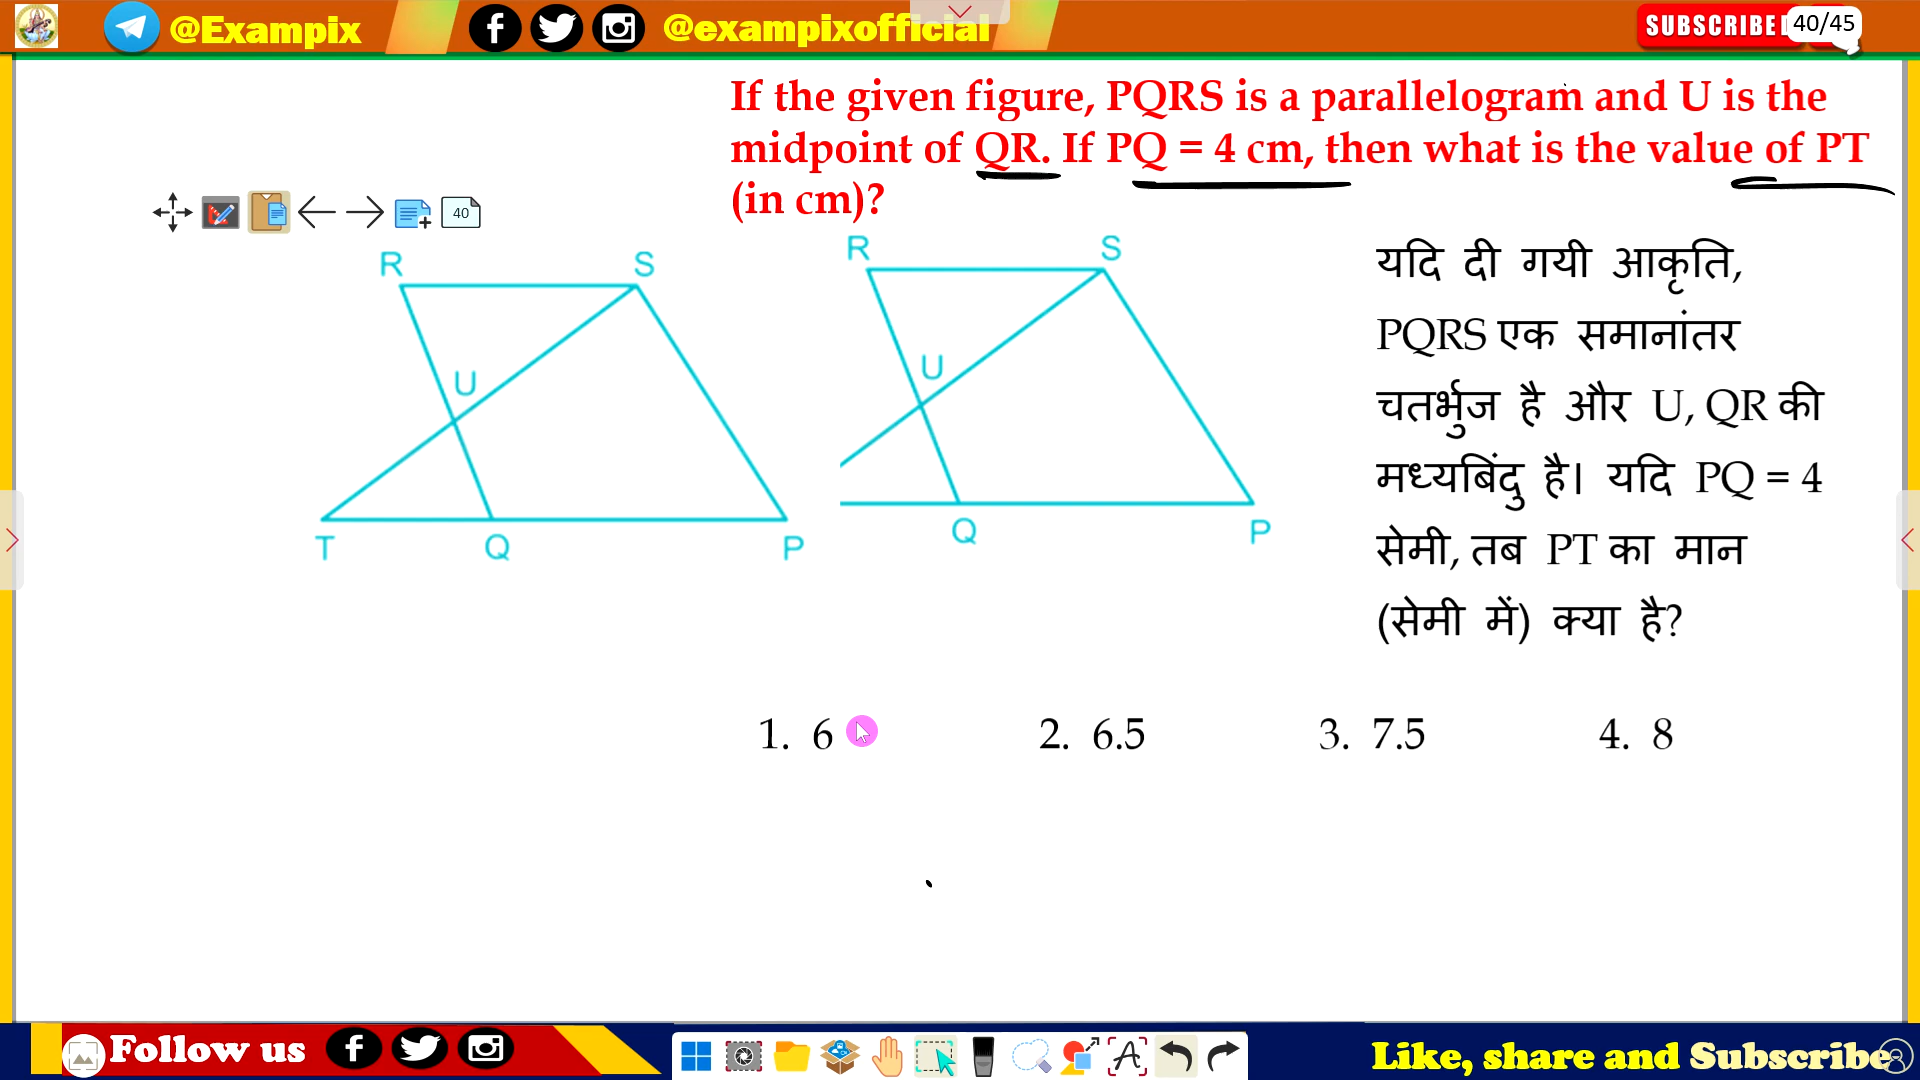 @Exampix
@exampixofficial
SUBSCRIBED
40/45
If the given figure, PQRS is a parallelogram and U is the
midpoint of QR. If PQ = 4 cm, then what is the value of PT
(in cm)?
40
R
S
U
T
Q
P
R
S
U
Q
P
यदि दी गयी आकृति,
PQRS एक समानांतर
चतर्भुज है और U, QR की
मध्यबिंदु है। यदि PQ = 4
सेमी, तब PT का मान
(सेमी में) क्या है?
1. 6
2. 6.5
3. 7.5
4. 8
Follow us
Like, share and Subscribe